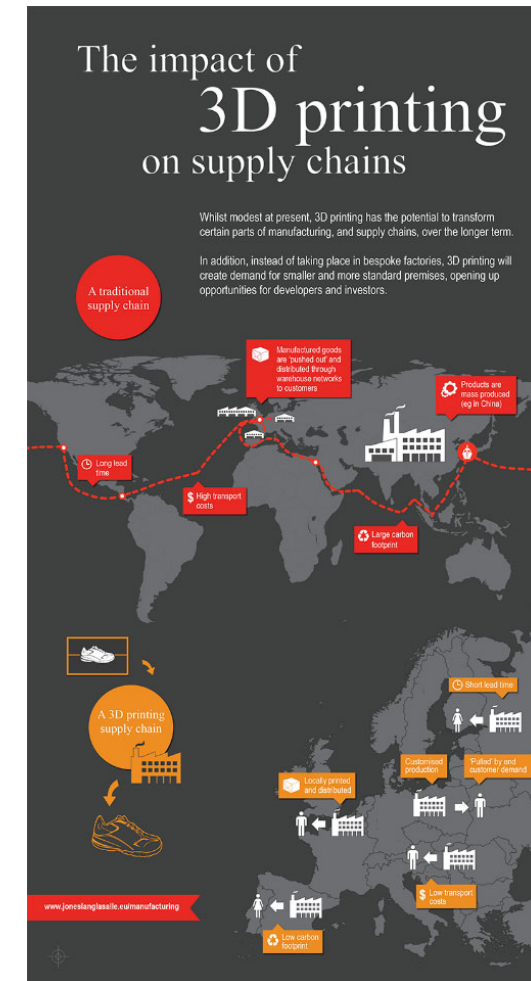 The impact of
3D printing
on supply chains
Whilst modest at present, 3D printing has the potential to transform
certain parts of manufacturing, and supply chains, over the longer term.
In addition, instead of taking place in bespoke factories, 3D printing will
create demand for smaller and more standard premises, opening up
opportunities for developers and investors.
A traditional
supply chain
Manufactured goods
are 'pushed out' and
distributed through
warehouse networks
to customers
Products are
mass produced
(eg in China)
Long lead
time
$ High transport
costs
Large carbon
footprint
A 3D printing
supply chain
Short lead time
Customised
production
'Pulled' by end
customer demand
Locally printed
and distributed
$ Low transport
costs
Low carbon
footprint
www.joneslanglasalle.eu/manufacturing